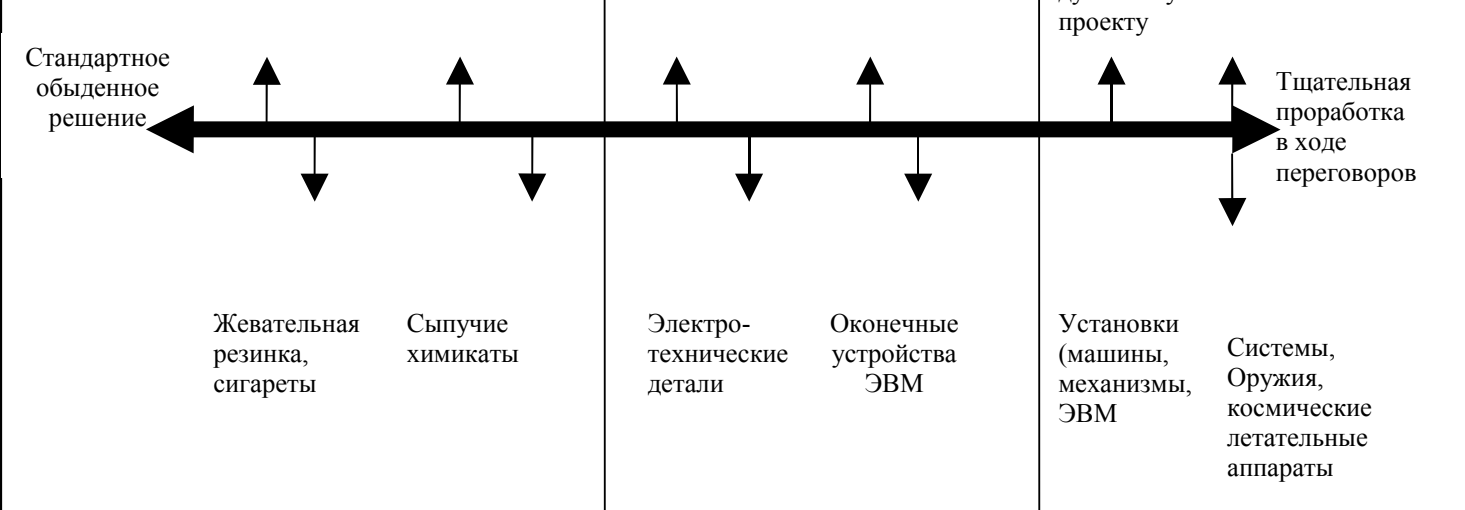 проекту
Стандартное
обыденное
решение
Тщательная
проработка
в ходе
переговоров
Жевательная
резинка,
сигареты
Сыпучие
химикаты
Электро-
технические
детали
Оконечные
устройства
ЭВМ
Установки
(машины,
механизмы,
ЭВМ
Системы,
Оружия,
космические
летательные
аппараты